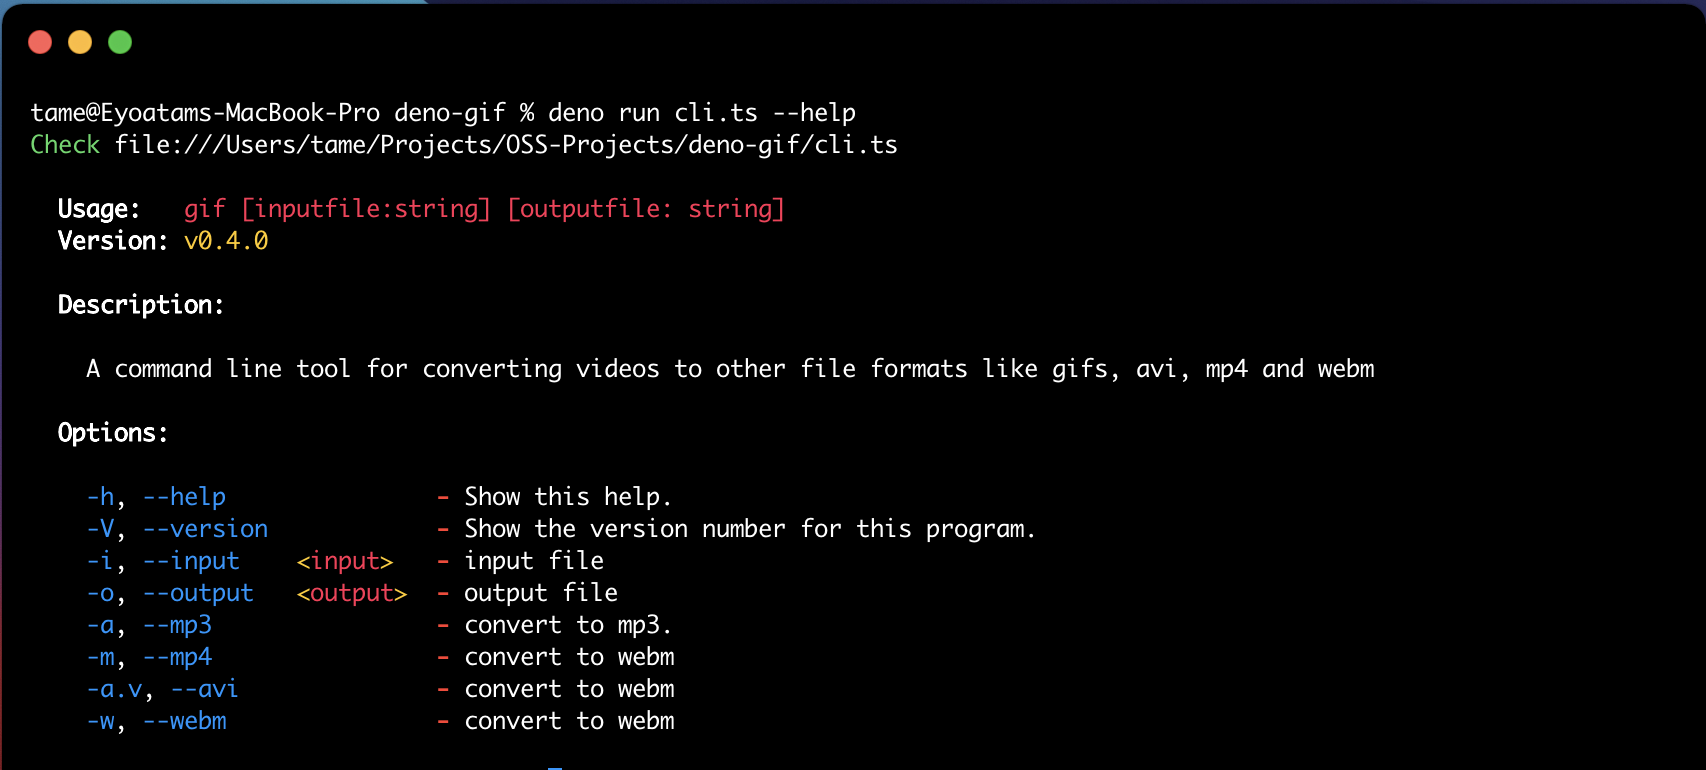 tame@Eyoatams-MacBook-Pro deno-gif % deno run cli.ts --help
Check file:///Users/tame/Projects/OSS-Projects/deno-gif/cli.ts
Usage: gif [inputfile:string] [outputfile: string]
Version: v0.4.0
Description:
A command line tool for converting videos to other file formats like gifs, avi, mp4 and webm
Options:
-h, --help - Show this help.
-V, --version - Show the version number for this program.
-i, --input <input> - input file
-o, --output <output> - output file
-a, --mp3 - convert to mp3.
-m, --mp4 - convert to webm
-a.v, --avi - convert to webm
-w, --webm - convert to webm